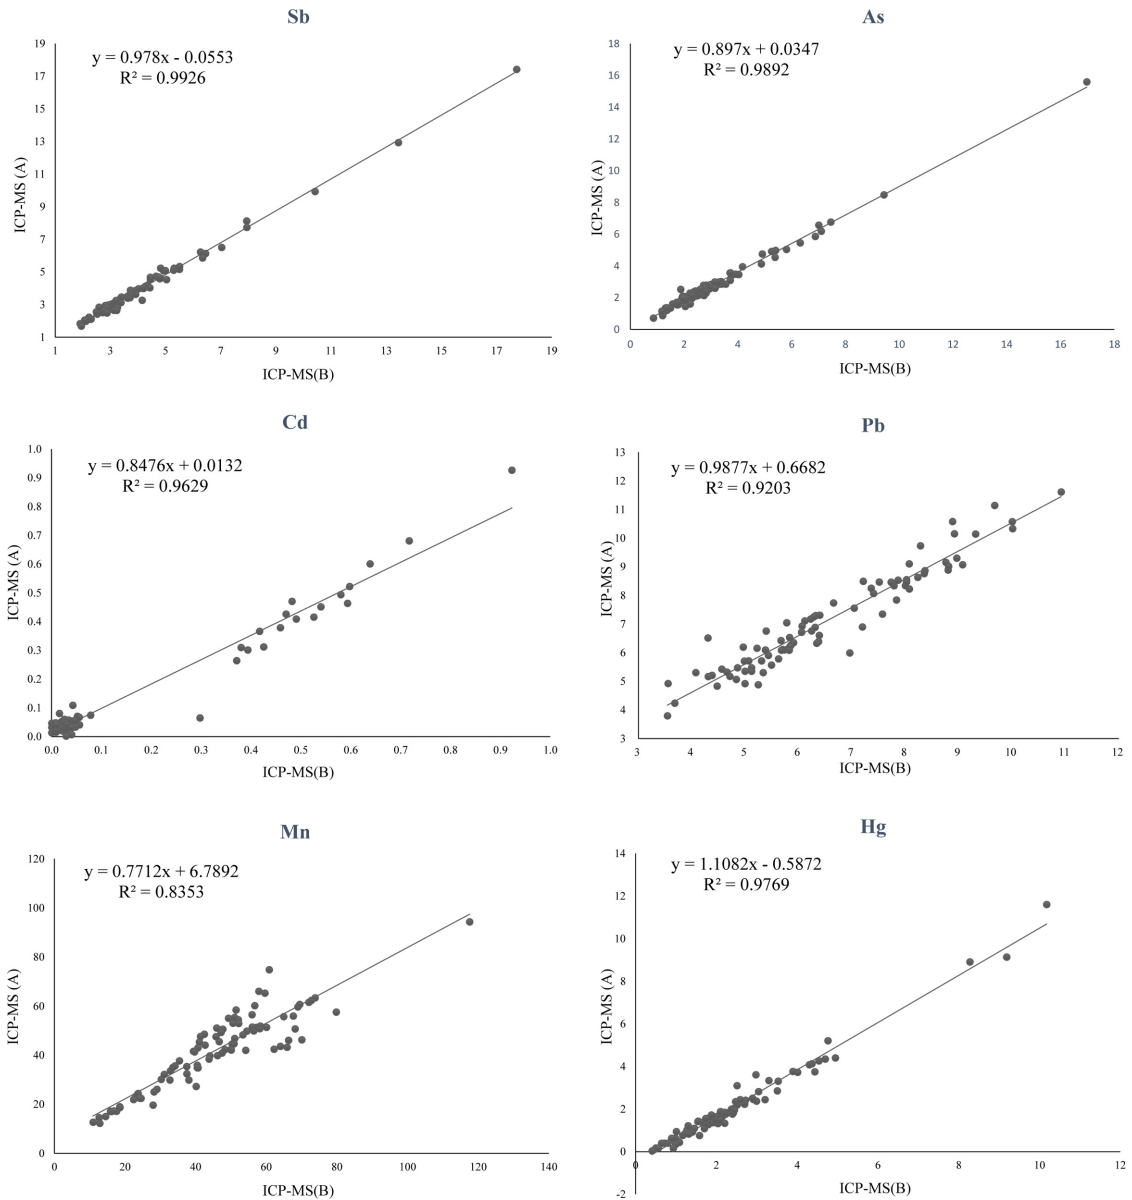 Sb
y = 0.978x - 0.0553
R² = 0.9926
19
17
15
13
11
9
7
5
3
1
ICP-MS (A)
1 3 5 7 9 11 13 15 17 19
ICP-MS(B)
As
y = 0.897x + 0.0347
R² = 0.9892
18
16
14
12
10
8
6
4
2
0
ICP-MS (A)
0 2 4 6 8 10 12 14 16 18
ICP-MS(B)
Cd
y = 0.8476x + 0.0132
R² = 0.9629
1.0
0.9
0.8
0.7
0.6
0.5
0.4
0.3
0.2
0.1
0.0
ICP-MS (A)
0.0 0.1 0.2 0.3 0.4 0.5 0.6 0.7 0.8 0.9 1.0
ICP-MS(B)
Pb
y = 0.9877x + 0.6682
R² = 0.9203
13
12
11
10
9
8
7
6
5
4
3
ICP-MS (A)
3 4 5 6 7 8 9 10 11 12
ICP-MS(B)
Mn
y = 0.7712x + 6.7892
R² = 0.8353
120
100
80
60
40
20
0
ICP-MS (A)
0 20 40 60 80 100 120 140
ICP-MS(B)
Hg
y = 1.1082x - 0.5872
R² = 0.9769
14
12
10
8
6
4
2
0
-2
ICP-MS (A)
0 2 4 6 8 10 12
ICP-MS(B)